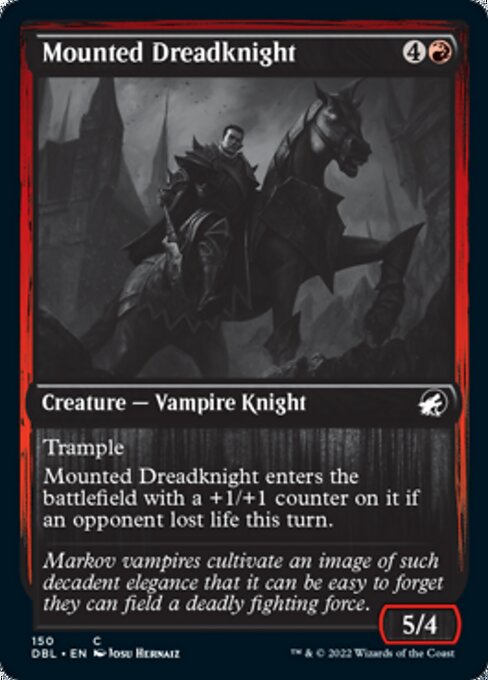 Mounted Dreadknight 4
Creature — Vampire Knight
Trample
Mounted Dreadknight enters the
battlefield with a +1/+1 counter on it if
an opponent lost life this turn.
Markov vampires cultivate an image of such
decadent elegance that it can be easy to forget
they can field a deadly fighting force.
5/4
150 C
DBL • EN Josu Hernaiz
™ & © 2022 Wizards of the Coast